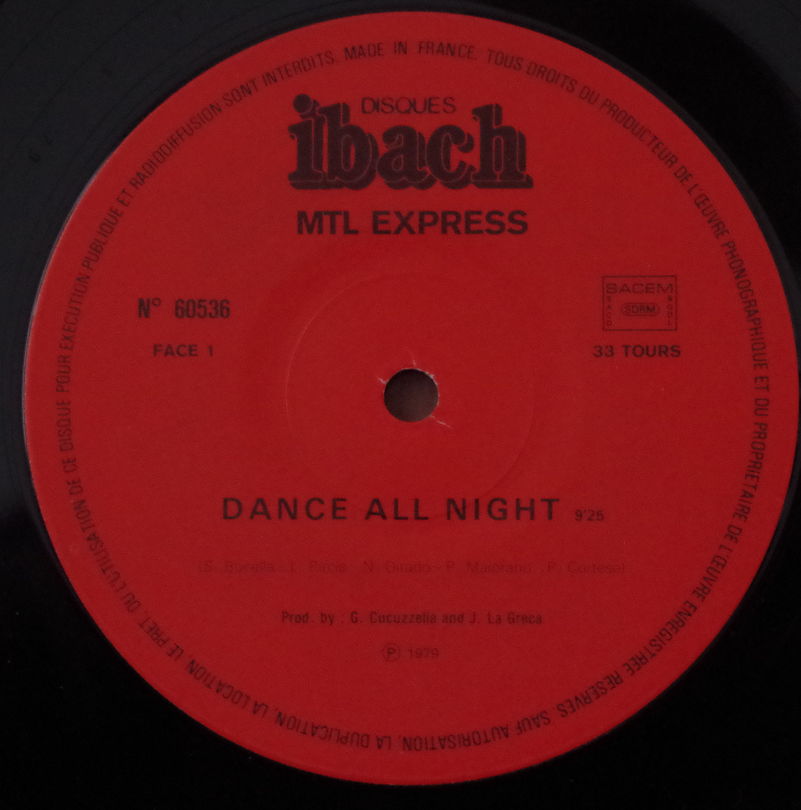 TOUS DROITS DU PRODUCTEUR DE L'ŒUVRE PHONOGRAPHIQUE ET DU PROPRIETAIRE DE L'ŒUVRE ENREGISTREE RESERVES. SAUF AUTORISATION, LA DUPLICATION, LA LOCATION, LE PRET, OU L'UTILISATION DE CE DISQUE POUR EXECUTION PUBLIQUE ET RADIODIFFUSION SONT INTERDITS. MADE IN FRANCE.
DISQUES
ibach
MTL EXPRESS
N° 60536
SACEM
SDRM
FACE 1
33 TOURS
DANCE ALL NIGHT 9'25
P. Cortese)
Prod. by : G. Cucuzzella and J. La Greca
Ⓟ 1979